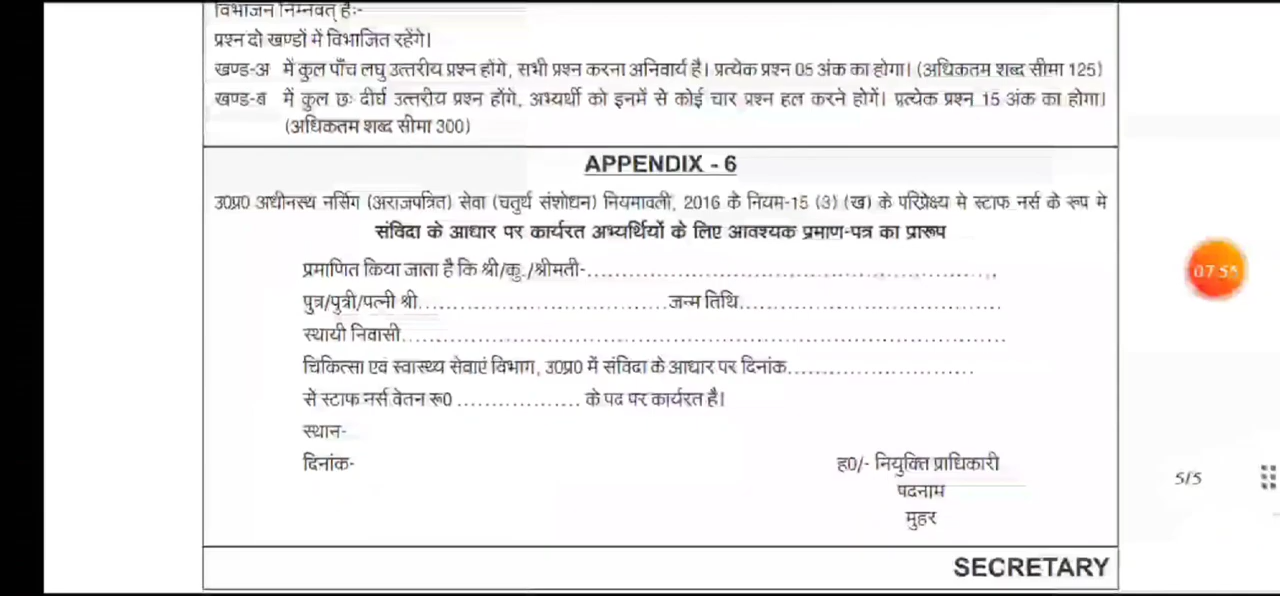 विभाजन निम्नवत् है:-
प्रश्न दो खण्डों में विभाजित रहेंगे।
खण्ड-अ में कुल पाँच लघु उत्तरीय प्रश्न होंगे, सभी प्रश्न करना अनिवार्य है। प्रत्येक प्रश्न 05 अंक का होगा। (अधिकतम शब्द सीमा 125)
खण्ड-ब में कुल छः दीर्घ उत्तरीय प्रश्न होंगे, अभ्यर्थी को इनमें से कोई चार प्रश्न हल करने होगें। प्रत्येक प्रश्न 15 अंक का होगा।
(अधिकतम शब्द सीमा 300)
APPENDIX - 6
उ0प्र0 अधीनस्थ नर्सिंग (अराजपत्रित) सेवा (चतुर्थ संशोधन) नियमावली, 2016 के नियम-15 (3) (ख) के परिप्रेक्ष्य मे स्टाफ नर्स के रूप मे
संविदा के आधार पर कार्यरत अभ्यर्थियों के लिए आवश्यक प्रमाण-पत्र का प्रारूप
प्रमाणित किया जाता है कि श्री/कु./श्रीमती-..........................................................
पुत्र/पुत्री/पत्नी श्री...................................जन्म तिथि.....................................
स्थायी निवासी.....................................................................................
चिकित्सा एवं स्वास्थ्य सेवाएं विभाग, उ0प्र0 में संविदा के आधार पर दिनांक..........................
से स्टाफ नर्स वेतन रू0 .................. के पद पर कार्यरत है।
स्थान-
दिनांक- ह0/- नियुक्ति प्राधिकारी
पदनाम
मुहर
SECRETARY
07:55
5/5